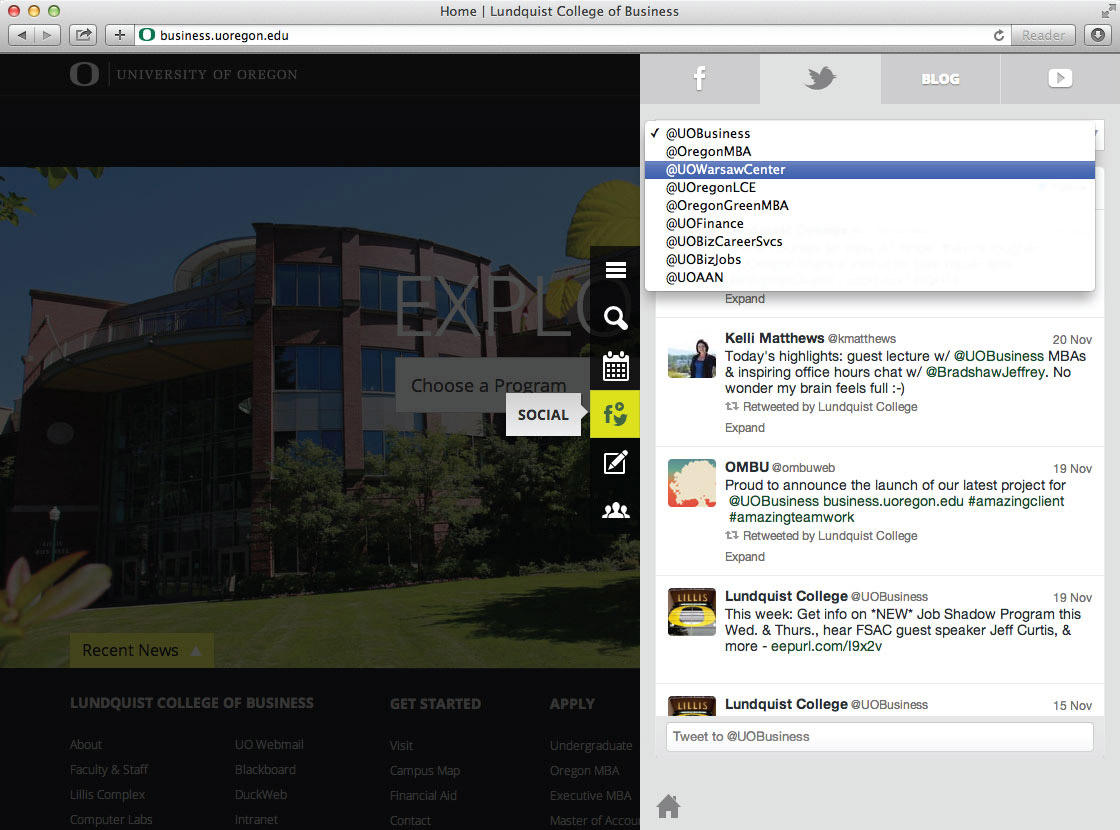 Home | Lundquist College of Business
business.uoregon.edu
Reader
UNIVERSITY OF OREGON
EXPLO
Choose a Program
SOCIAL
Recent News
LUNDQUIST COLLEGE OF BUSINESS
About
Faculty & Staff
Lillis Complex
Computer Labs
UO Webmail
Blackboard
DuckWeb
Intranet
GET STARTED
Visit
Campus Map
Financial Aid
Contact
APPLY
Undergraduate
Oregon MBA
Executive MBA
Master of Accou
BLOG
@UOBusiness
@OregonMBA
@UOWarsawCenter
@UOregonLCE
@OregonGreenMBA
@UOFinance
@UOBizCareerSvcs
@UOBizJobs
@UOAAN
Expand
Kelli Matthews @kmatthews 20 Nov
Today's highlights: guest lecture w/ @UOBusiness MBAs
& inspiring office hours chat w/ @BradshawJeffrey. No
wonder my brain feels full :-)
Retweeted by Lundquist College
Expand
OMBU @ombuweb 19 Nov
Proud to announce the launch of our latest project for
@UOBusiness business.uoregon.edu #amazingclient
#amazingteamwork
Retweeted by Lundquist College
Expand
LILLIS
Lundquist College @UOBusiness 19 Nov
This week: Get info on *NEW* Job Shadow Program this
Wed. & Thurs., hear FSAC guest speaker Jeff Curtis, &
more - eepurl.com/I9x2v
LILLIS
Lundquist College @UOBusiness 15 Nov
Tweet to @UOBusiness